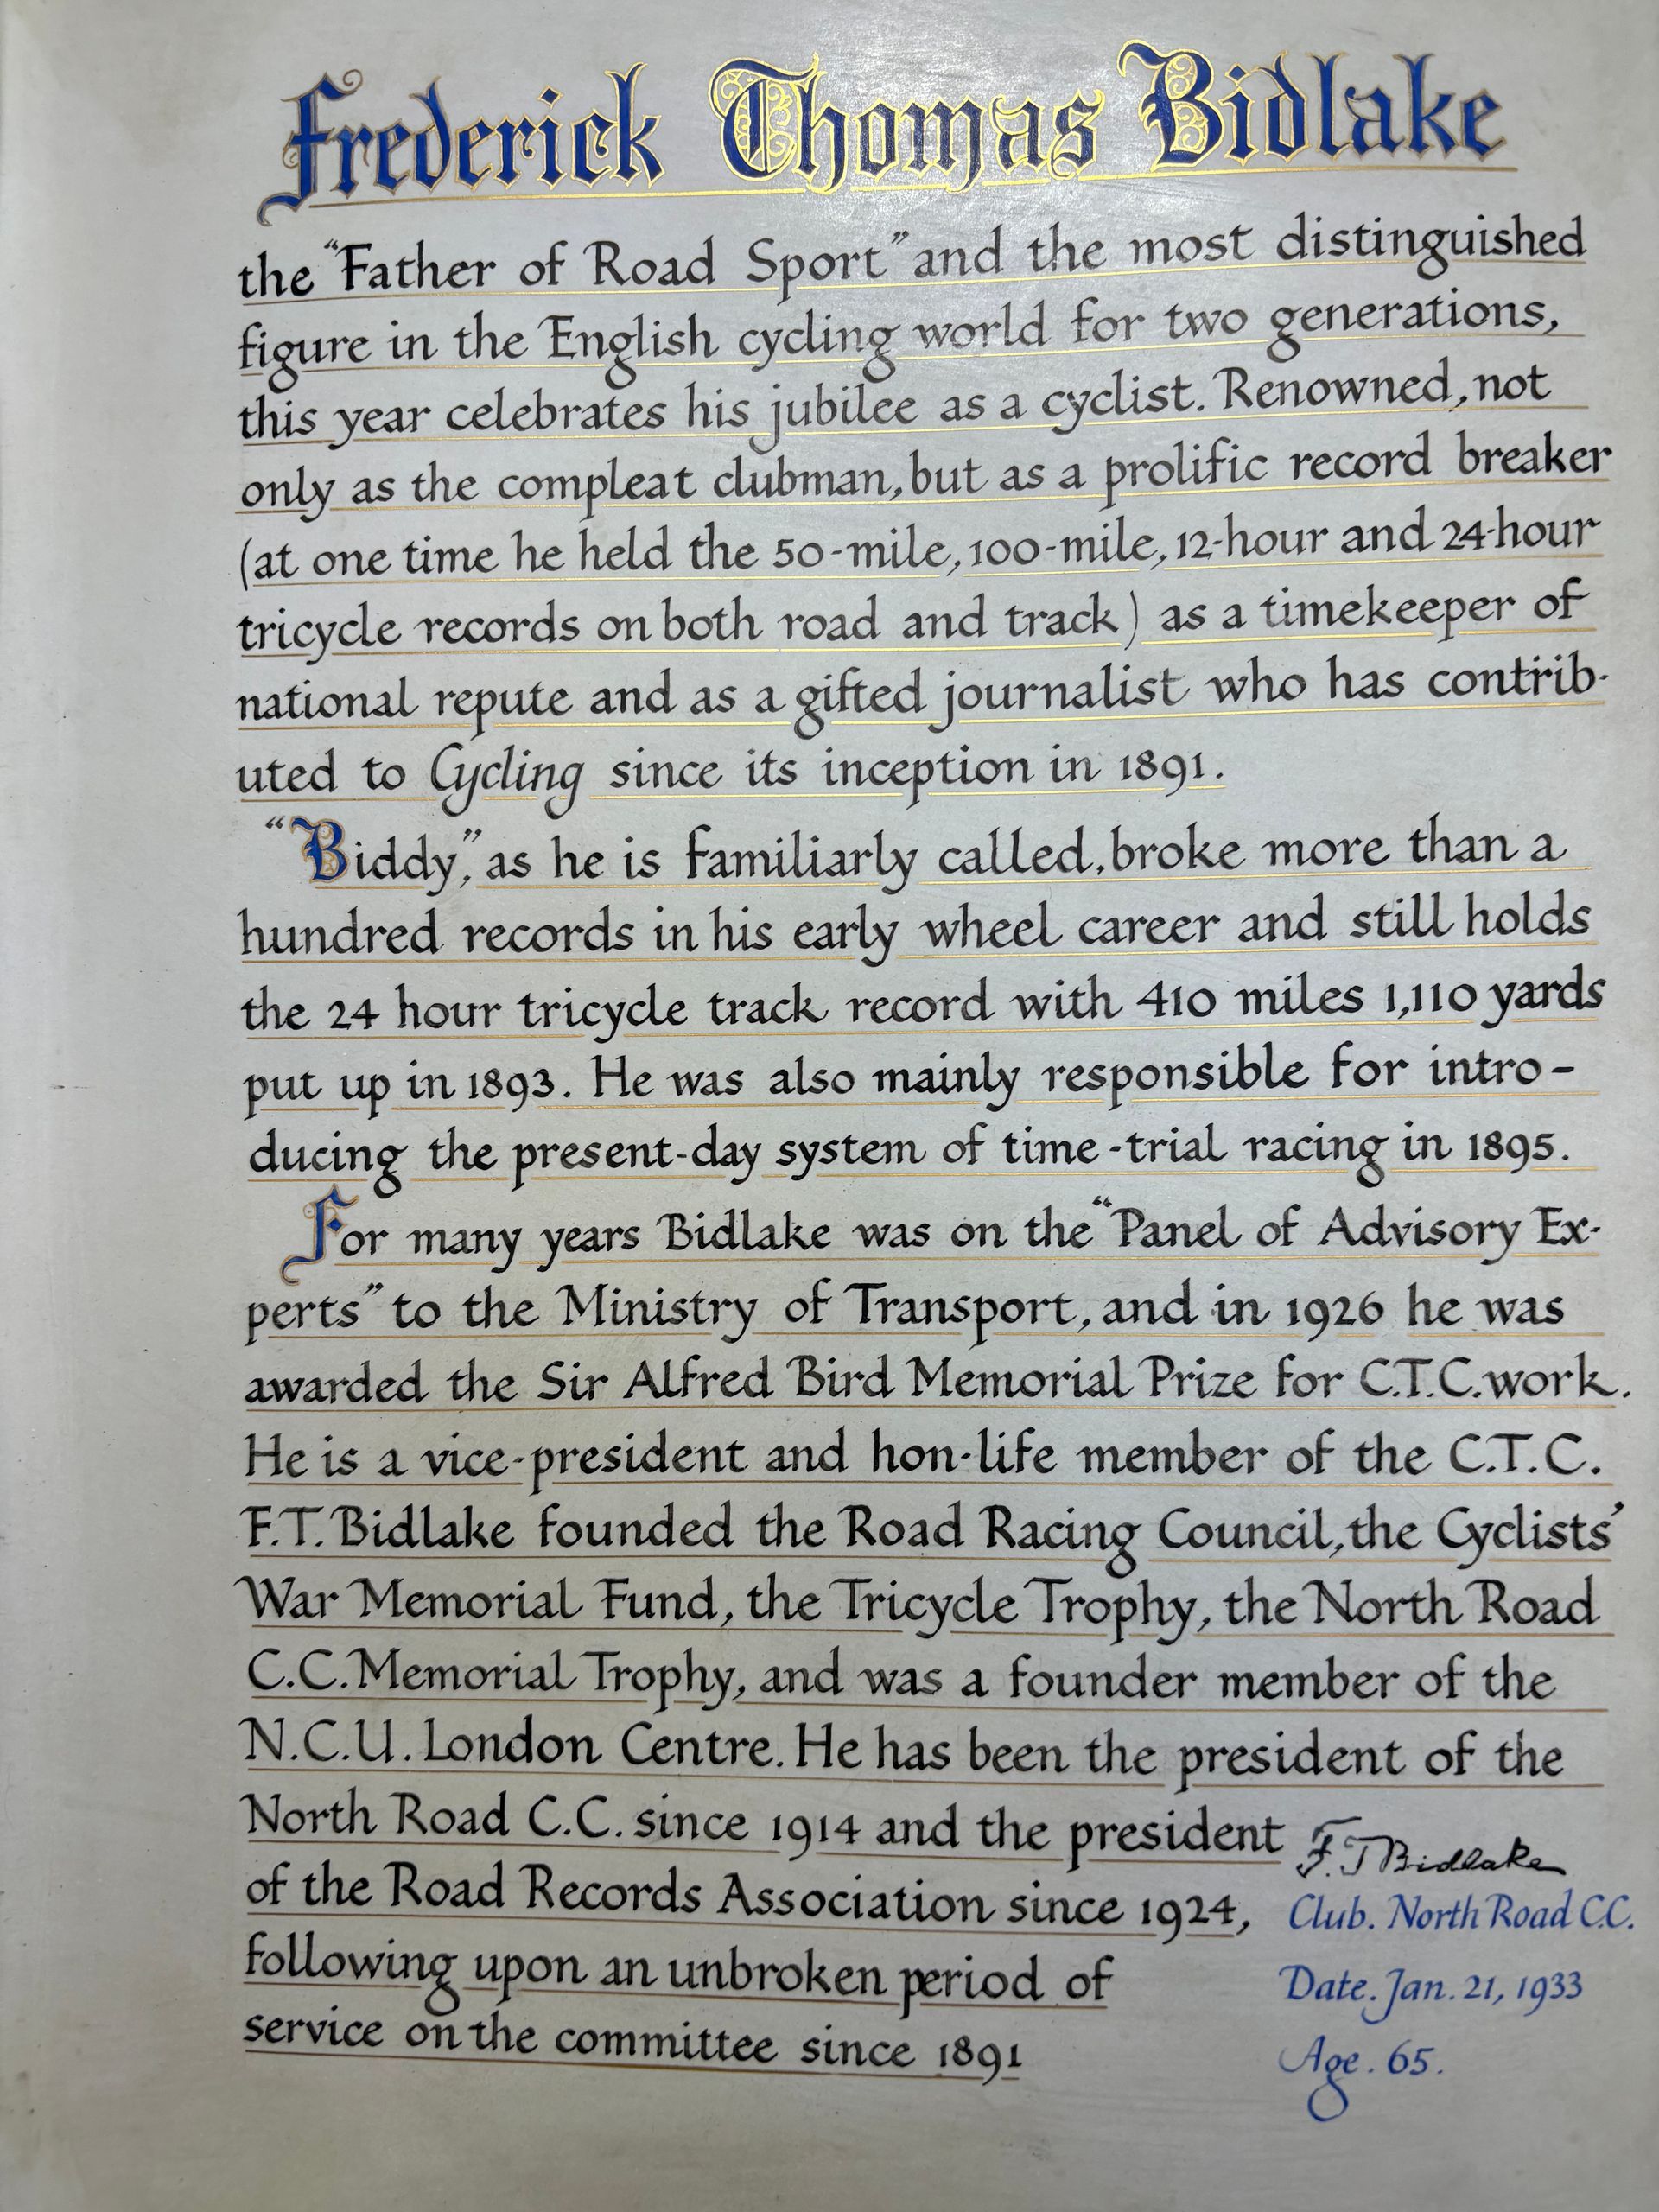 Frederick Thomas Bidlake
the "Father of Road Sport" and the most distinguished
figure in the English cycling world for two generations,
this year celebrates his jubilee as a cyclist. Renowned, not
only as the compleat clubman, but as a prolific record breaker
(at one time he held the 50-mile, 100-mile, 12-hour and 24-hour
tricycle records on both road and track) as a timekeeper of
national repute and as a gifted journalist who has contrib-
uted to Cycling since its inception in 1891.
"Biddy," as he is familiarly called, broke more than a
hundred records in his early wheel career and still holds
the 24 hour tricycle track record with 410 miles 1,110 yards
put up in 1893. He was also mainly responsible for intro-
ducing the present-day system of time-trial racing in 1895.
For many years Bidlake was on the "Panel of Advisory Ex-
perts" to the Ministry of Transport, and in 1926 he was
awarded the Sir Alfred Bird Memorial Prize for C.T.C. work.
He is a vice-president and hon-life member of the C.T.C.
F.T. Bidlake founded the Road Racing Council, the Cyclists'
War Memorial Fund, the Tricycle Trophy, the North Road
C.C. Memorial Trophy, and was a founder member of the
N.C.U. London Centre. He has been the president of the
North Road C.C. since 1914 and the president
of the Road Records Association since 1924,
following upon an unbroken period of
service on the committee since 1891
F. T Bidlake
Club. North Road C.C.
Date. Jan. 21, 1933
Age. 65.